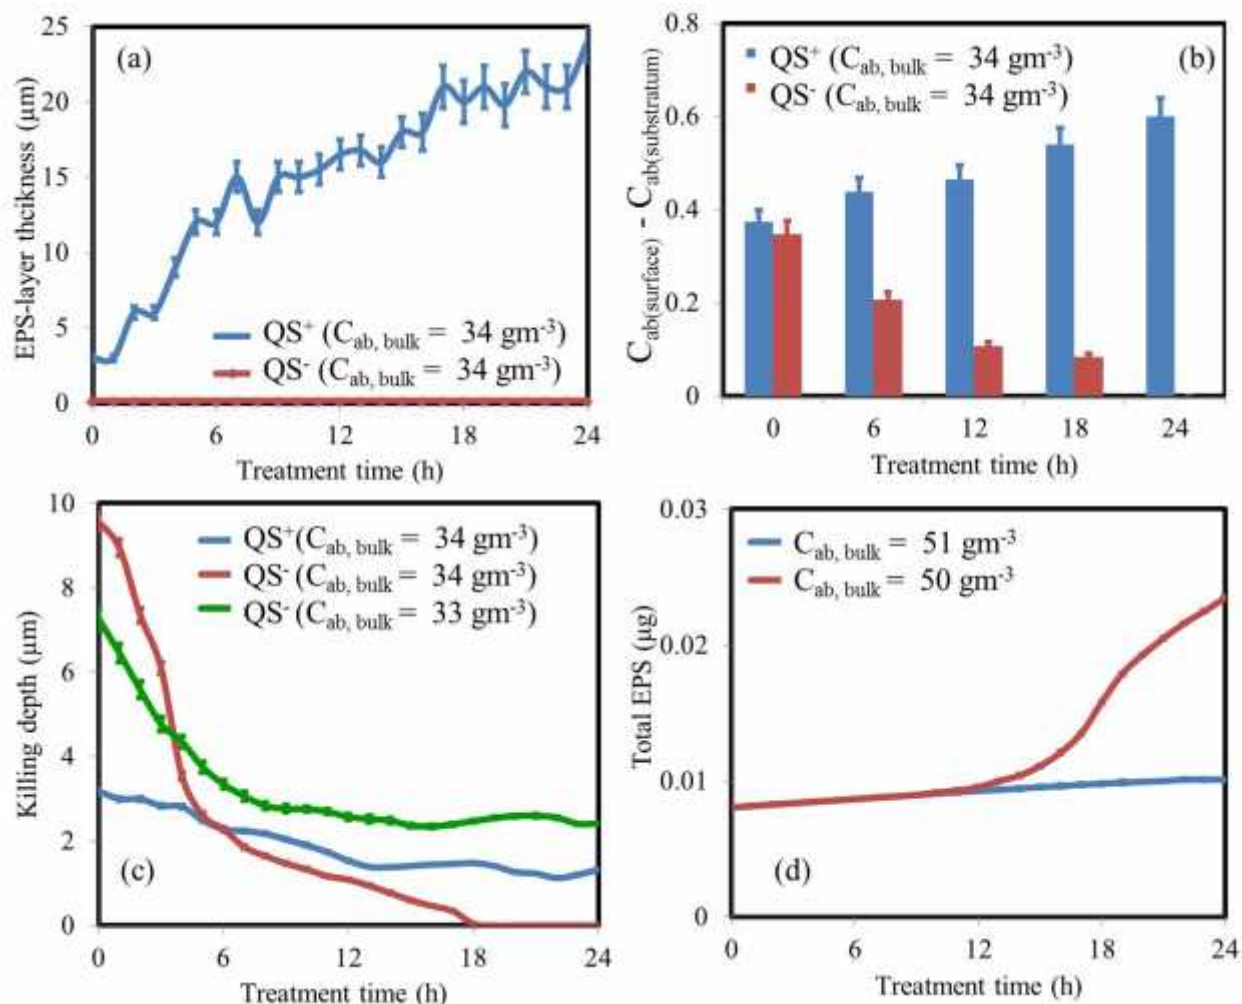 25
20
15
10
5
0
EPS-layer thcikness (µm)
(a)
QS⁺ (C_ab, bulk = 34 gm⁻³)
QS⁻ (C_ab, bulk = 34 gm⁻³)
0 6 12 18 24
Treatment time (h)
0.8
0.6
0.4
0.2
0
C_ab(surface) - C_ab(substratum)
QS⁺ (C_ab, bulk = 34 gm⁻³)
(b)
QS⁻ (C_ab, bulk = 34 gm⁻³)
0 6 12 18 24
Treatment time (h)
10
8
6
4
2
0
Killing depth (µm)
QS⁺(C_ab, bulk = 34 gm⁻³)
QS⁻ (C_ab, bulk = 34 gm⁻³)
QS⁻ (C_ab, bulk = 33 gm⁻³)
(c)
0 6 12 18 24
Treatment time (h)
0.03
0.02
0.01
0
Total EPS (µg)
C_ab, bulk = 51 gm⁻³
C_ab, bulk = 50 gm⁻³
(d)
0 6 12 18 24
Treatment time (h)